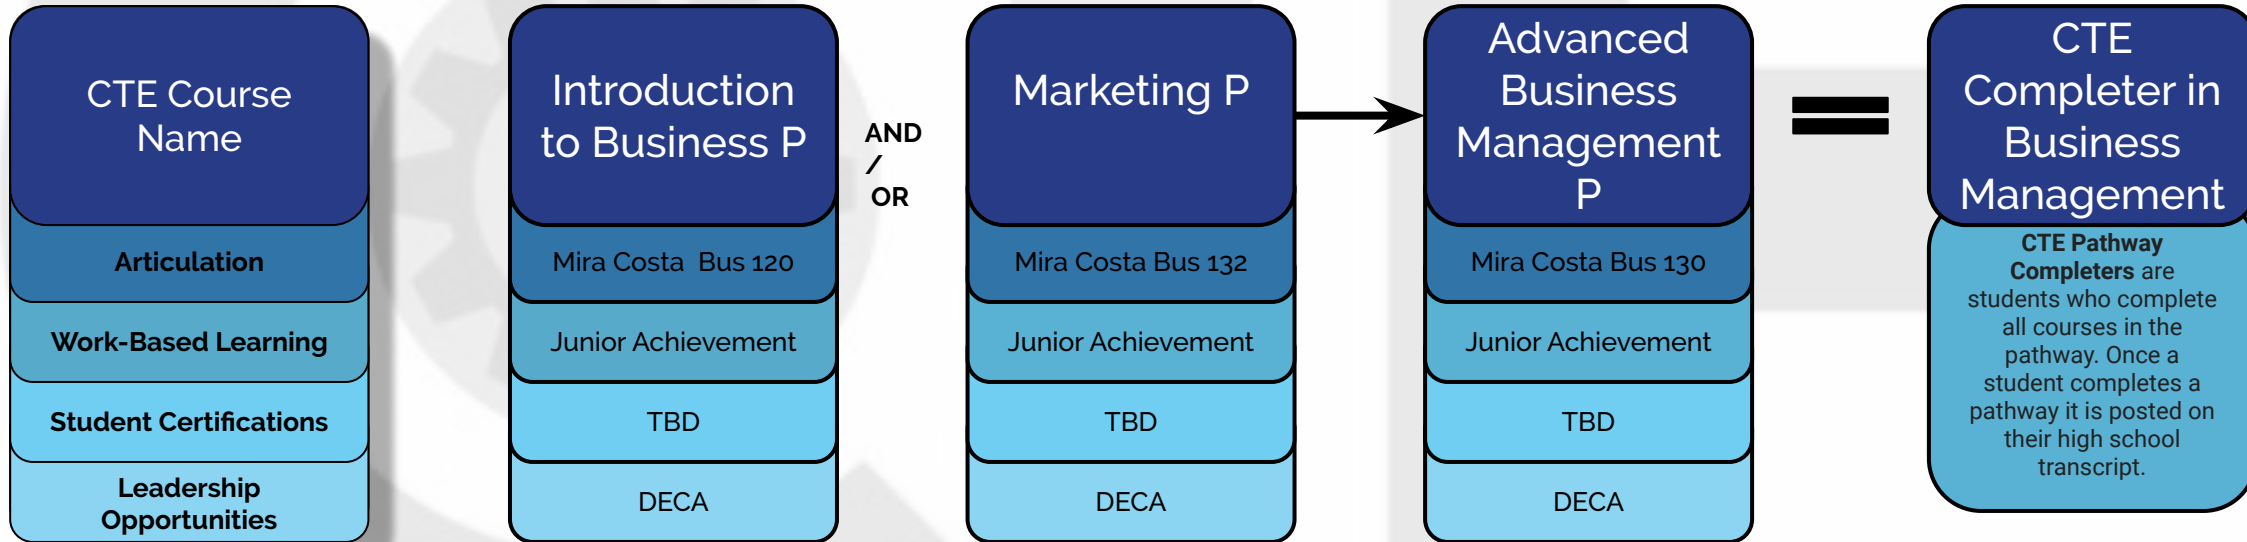 CTE Course
Name
Articulation
Work-Based Learning
Student Certifications
Leadership
Opportunities
Introduction
to Business P
Mira Costa  Bus 120
Junior Achievement
TBD
DECA
AND
/
OR
Marketing P
Mira Costa Bus 132
Junior Achievement
TBD
DECA
Advanced
Business
Management
P
Mira Costa Bus 130
Junior Achievement
TBD
DECA
CTE
Completer in
Business
Management
CTE Pathway
Completers are
students who complete
all courses in the
pathway. Once a
student completes a
pathway it is posted on
their high school
transcript.